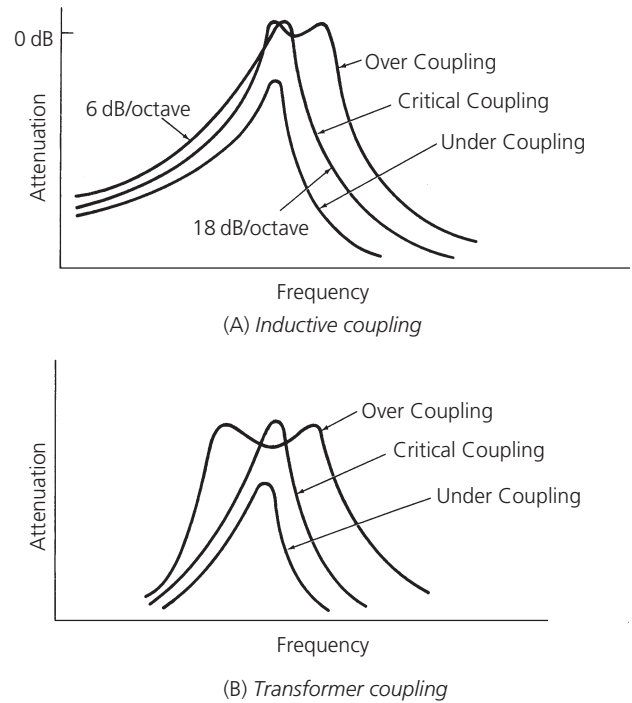 0 dB
Attenuation
6 dB/octave
Over Coupling
Critical Coupling
Under Coupling
18 dB/octave
Frequency
(A) Inductive coupling
Attenuation
Over Coupling
Critical Coupling
Under Coupling
Frequency
(B) Transformer coupling